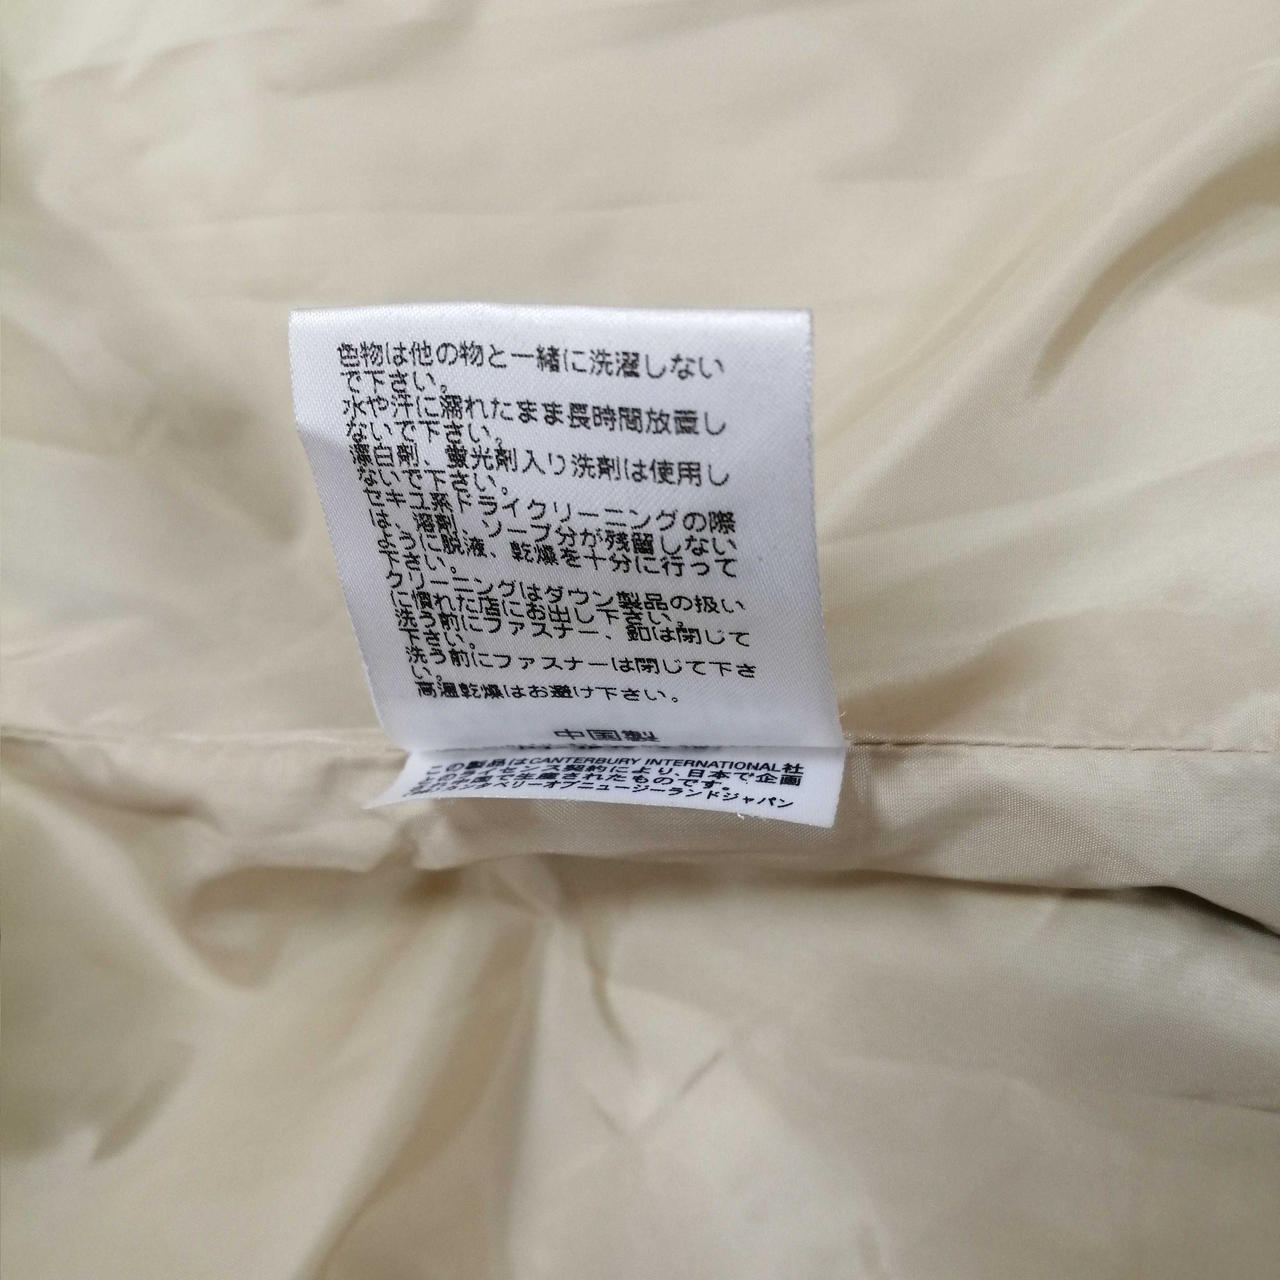 色物は他の物と一緒に洗濯しない
で下さい。
水や汗に濡れたまま長時間放置し
ないで下さい。
漂白剤、蛍光剤入り洗剤は使用し
ないで下さい。
セキユ系ドライクリーニングの際
は、溶剤、ソープ分が残留しない
ように脱液、乾燥を十分に行って
下さい。
クリーニングはダウン製品の扱い
に慣れた店にお出し下さい。
洗う前にファスナー、釦は閉じて
下さい。
洗う前にファスナーは閉じて下さ
い。
高温乾燥はお避け下さい。
中国製
この製品はCANTERBURY INTERNATIONAL社
とのライセンス契約により、日本で企画
生産されたものです。
カンタベリーオブニュージーランドジャパン